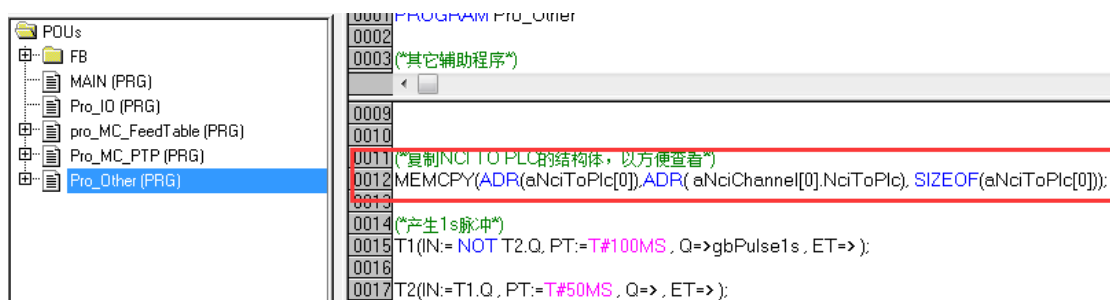 POUs
FB
MAIN (PRG)
Pro_IO (PRG)
pro_MC_FeedTable (PRG)
Pro_MC_PTP (PRG)
Pro_Other (PRG)
0001 PROGRAM Pro_Other
0002
0003 (*其它辅助程序*)
0009
0010
0011 (*复制NCI TO PLC的结构体，以方便查看*)
0012 MEMCPY(ADR(aNciToPlc[0]),ADR( aNciChannel[0].NciToPlc), SIZEOF(aNciToPlc[0]));
0013
0014 (*产生1s脉冲*)
0015 T1(IN:= NOT T2.Q, PT:=T#100MS , Q=>gbPulse1s , ET=> );
0016
0017 T2(IN:=T1.Q , PT:=T#50MS , Q=> , ET=> );